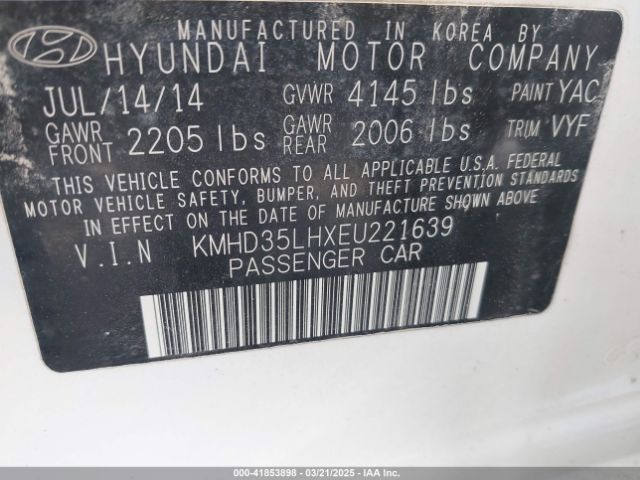 MANUFACTURED IN KOREA BY
HYUNDAI MOTOR COMPANY
JUL/14/14 GVWR 4145 lbs PAINT YAC
GAWR FRONT 2205 lbs GAWR REAR 2006 lbs TRIM VYF
THIS VEHICLE CONFORMS TO ALL APPLICABLE U.S.A. FEDERAL
MOTOR VEHICLE SAFETY, BUMPER, AND THEFT PREVENTION STANDARDS
IN EFFECT ON THE DATE OF MANUFACTURE SHOWN ABOVE
V.I.N KMHD35LHXEU221639
PASSENGER CAR
000-41853898 - 03/21/2025 - IAA Inc.